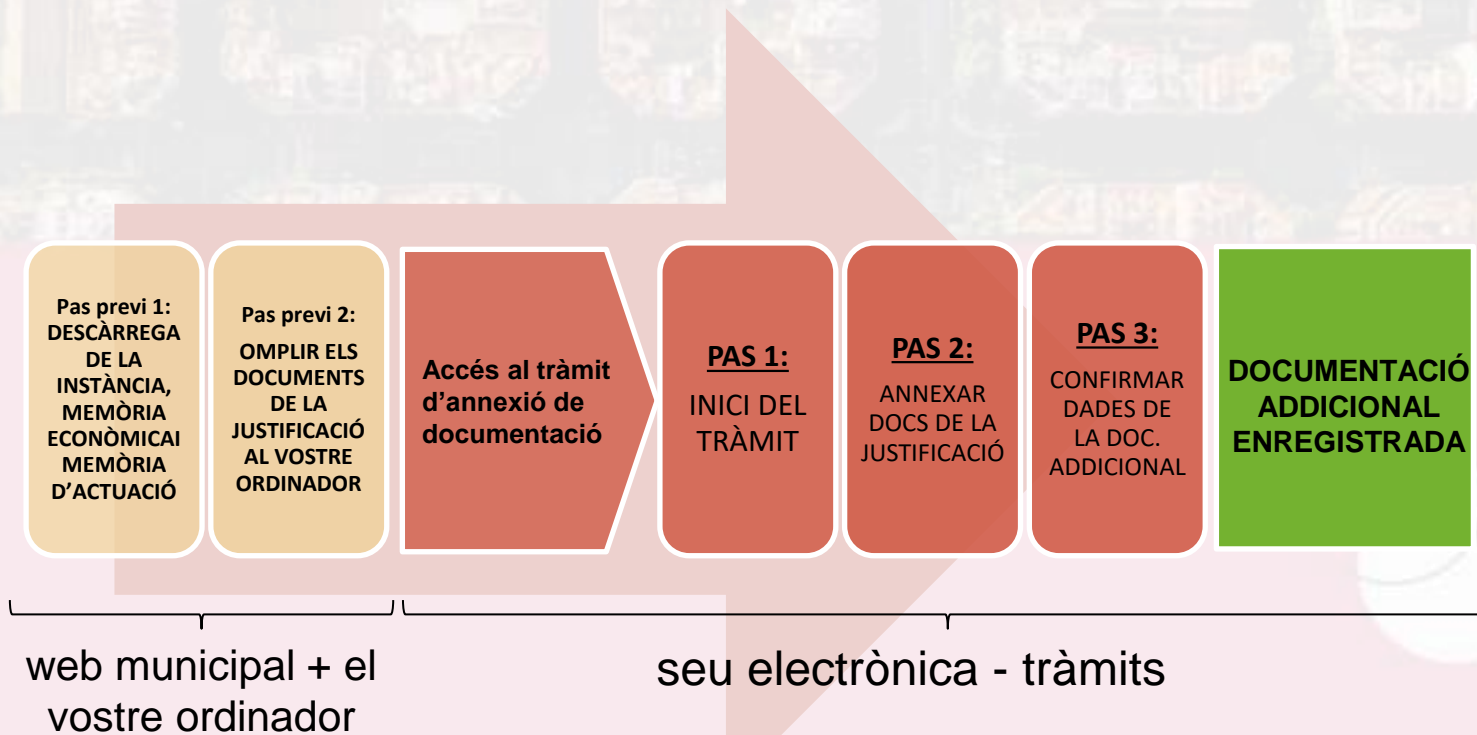 Pas previ 1:
DESCÀRREGA
DE LA
INSTÀNCIA,
MEMÒRIA
ECONÒMICAI
MEMÒRIA
D’ACTUACIÓ
Pas previ 2:
OMPLIR ELS
DOCUMENTS
DE LA
JUSTIFICACIÓ
AL VOSTRE
ORDINADOR
Accés al tràmit
d’annexió de
documentació
PAS 1:
INICI DEL
TRÀMIT
PAS 2:
ANNEXAR
DOCS DE LA
JUSTIFICACIÓ
PAS 3:
CONFIRMAR
DADES DE
LA DOC.
ADDICIONAL
DOCUMENTACIÓ
ADDICIONAL
ENREGISTRADA
web municipal + el
vostre ordinador
seu electrònica - tràmits